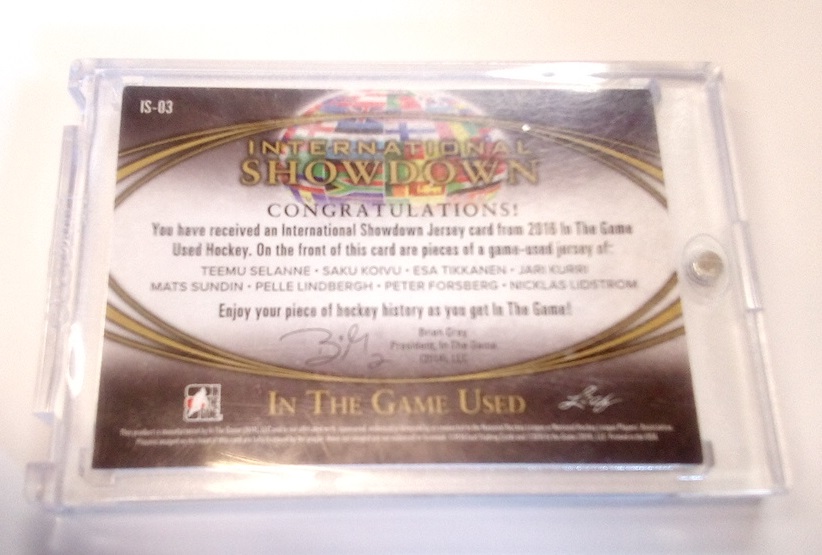 IS-03
INTERNATIONAL
SHOWDOWN
CONGRATULATIONS!
You have received an International Showdown Jersey card from 2016 In The Game
Used Hockey. On the front of this card are pieces of a game-used jersey of:
TEEMU SELANNE • SAKU KOIVU • ESA TIKKANEN • JARI KURRI
MATS SUNDIN • PELLE LINDBERGH • PETER FORSBERG • NICKLAS LIDSTROM
Enjoy your piece of hockey history as you get In The Game!
Brian Gray
President, In The Game
(2014), LLC
IN THE GAME USED
Leaf